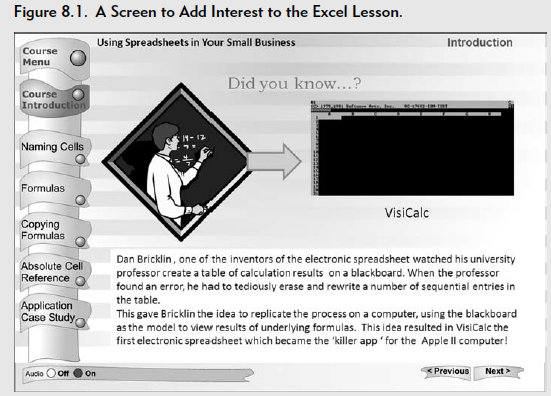 Figure 8.1. A Screen to Add Interest to the Excel Lesson.
Course
Menu
Using Spreadsheets in Your Small Business
Introduction
Course
Introduction
Did you know...?
Naming Cells
Formulas
Copying
Formulas
Absolute Cell
Reference
Application
Case Study
VisiCalc
Dan Bricklin, one of the inventors of the electronic spreadsheet watched his university
professor create a table of calculation results on a blackboard. When the professor
found an error, he had to tediously erase and rewrite a number of sequential entries in
the table.
This gave Bricklin the idea to replicate the process on a computer, using the blackboard
as the model to view results of underlying formulas. This idea resulted in VisiCalc the
first electronic spreadsheet which became the 'killer app ' for the Apple II computer!
Audio Off On
< Previous Next >